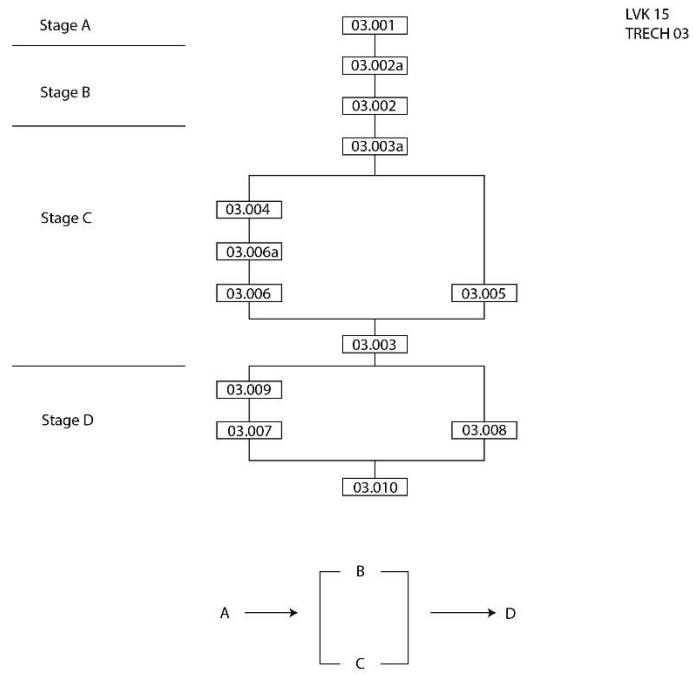 LVK 15
TRECH 03
Stage A
03.001
03.002a
Stage B
03.002
03.003a
03.004
Stage C
03.006a
03.006
03.005
03.003
03.009
Stage D
03.007
03.008
03.010
B
A
D
C